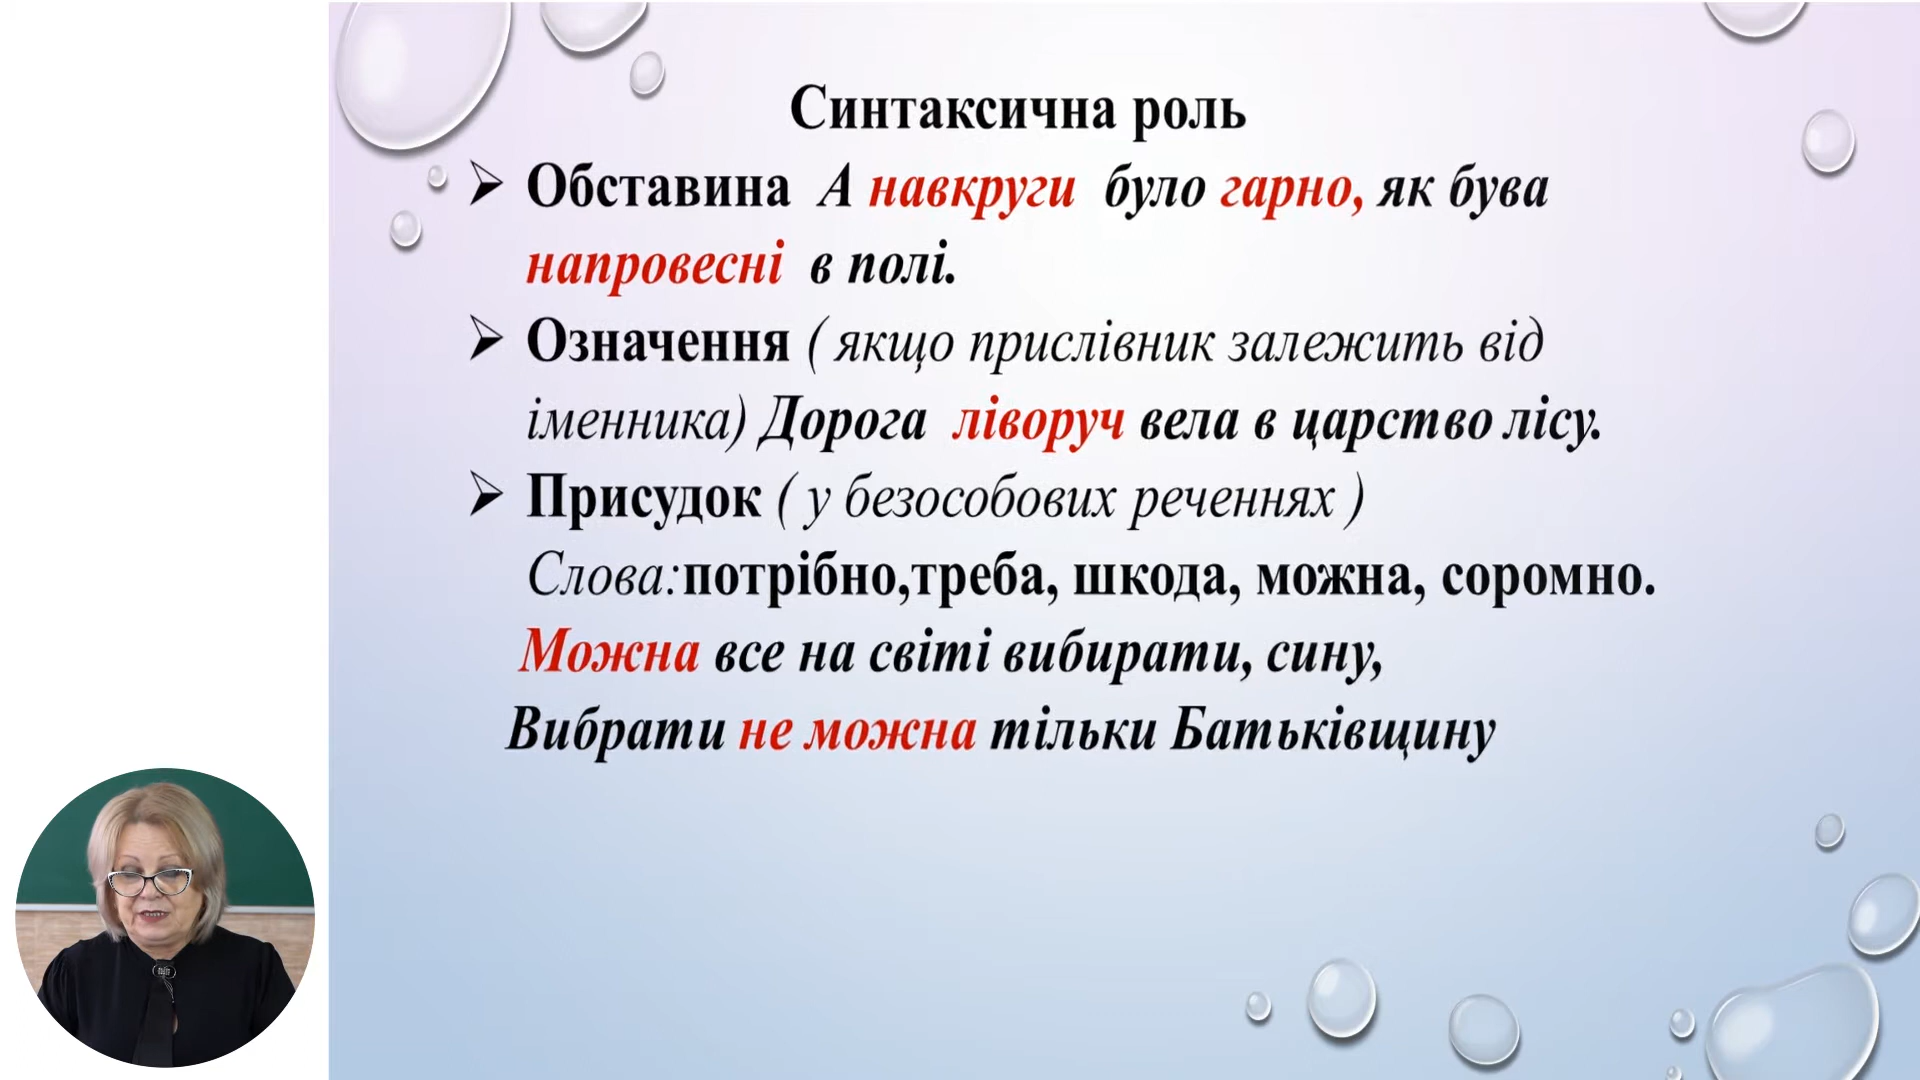 Синтаксична роль
Обставина А навкруги було гарно, як бува
напровесні в полі.
Означення ( якщо прислівник залежить від
іменника) Дорога ліворуч вела в царство лісу.
Присудок ( у безособових реченнях )
Слова:потрібно,треба, шкода, можна, соромно.
Можна все на світі вибирати, сину,
Вибрати не можна тільки Батьківщину